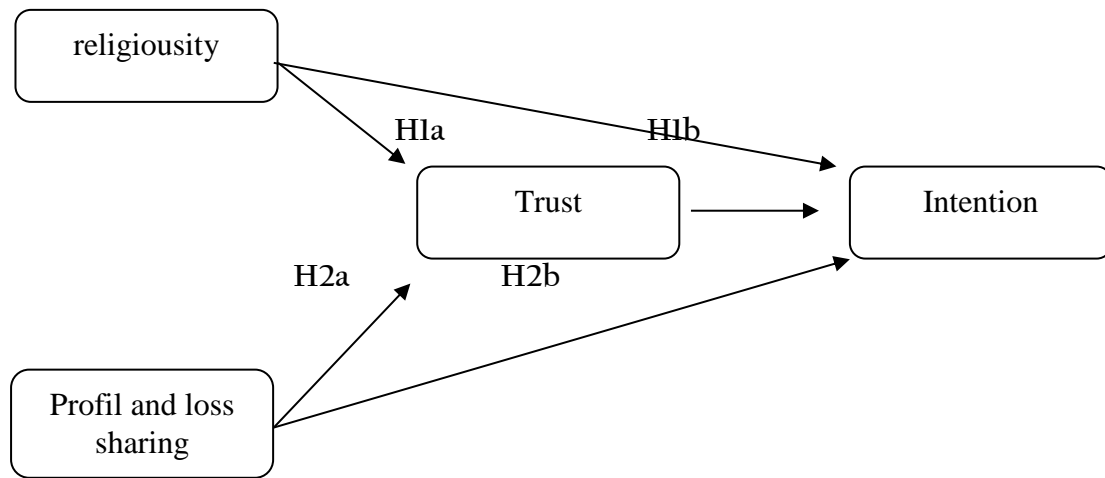 religiousity
H1a
H1b
Trust
Intention
H2a
H2b
Profil and loss
sharing